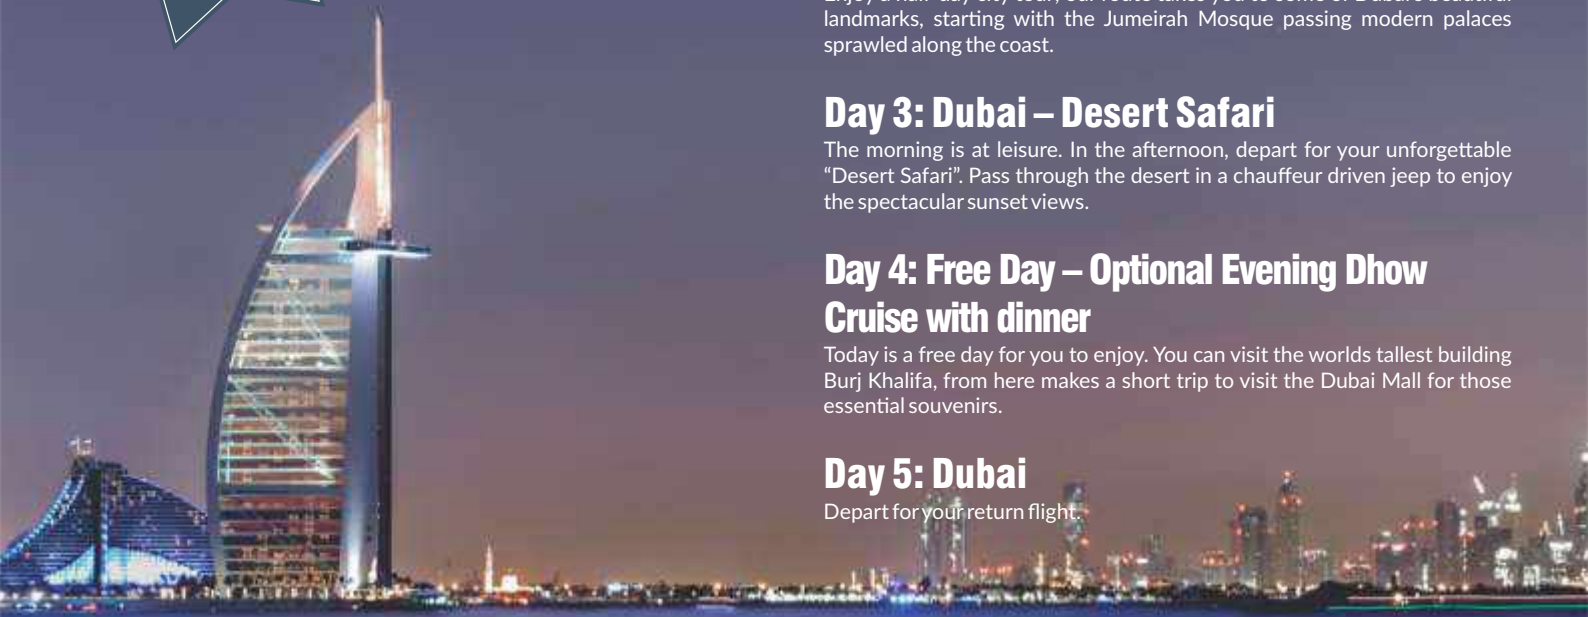 landmarks, starting with the Jumeirah Mosque passing modern palaces
sprawled along the coast.
Day 3: Dubai – Desert Safari
The morning is at leisure. In the afternoon, depart for your unforgettable
“Desert Safari”. Pass through the desert in a chauffeur driven jeep to enjoy
the spectacular sunset views.
Day 4: Free Day – Optional Evening Dhow
Cruise with dinner
Today is a free day for you to enjoy. You can visit the worlds tallest building
Burj Khalifa, from here makes a short trip to visit the Dubai Mall for those
essential souvenirs.
Day 5: Dubai
Depart for your return flight.